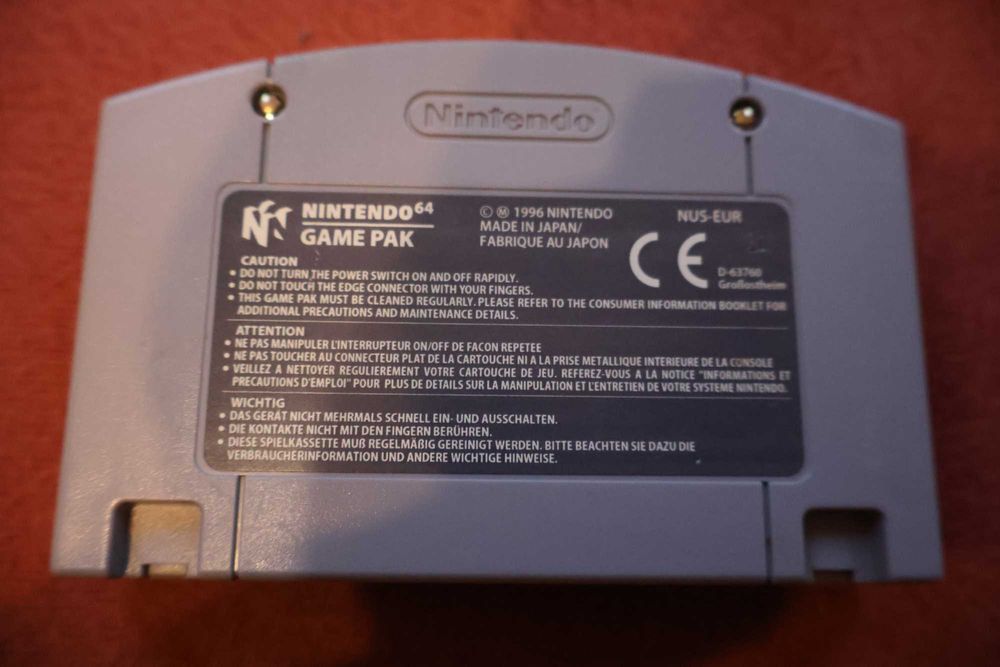 Nintendo
NINTENDO64
GAME PAK
© Ⓜ 1996 NINTENDO
MADE IN JAPAN/
FABRIQUE AU JAPON
NUS-EUR
CE
D-63760
Großostheim
CAUTION
• DO NOT TURN THE POWER SWITCH ON AND OFF RAPIDLY.
• DO NOT TOUCH THE EDGE CONNECTOR WITH YOUR FINGERS.
• THIS GAME PAK MUST BE CLEANED REGULARLY. PLEASE REFER TO THE CONSUMER INFORMATION BOOKLET FOR
ADDITIONAL PRECAUTIONS AND MAINTENANCE DETAILS.
ATTENTION
• NE PAS MANIPULER L'INTERRUPTEUR ON/OFF DE FACON REPETEE
• NE PAS TOUCHER AU CONNECTEUR PLAT DE LA CARTOUCHE NI A LA PRISE METALLIQUE INTERIEURE DE LA CONSOLE
• VEILLEZ A NETTOYER REGULIEREMENT VOTRE CARTOUCHE DE JEU. REFEREZ-VOUS A LA NOTICE "INFORMATIONS ET
PRECAUTIONS D'EMPLOI" POUR PLUS DE DETAILS SUR LA MANIPULATION ET L'ENTRETIEN DE VOTRE SYSTEME NINTENDO.
WICHTIG
• DAS GERÄT NICHT MEHRMALS SCHNELL EIN- UND AUSSCHALTEN.
• DIE KONTAKTE NICHT MIT DEN FINGERN BERÜHREN.
• DIESE SPIELKASSETTE MUß REGELMÄßIG GEREINIGT WERDEN. BITTE BEACHTEN SIE DAZU DIE
VERBRAUCHERINFORMATION UND ANDERE WICHTIGE HINWEISE.